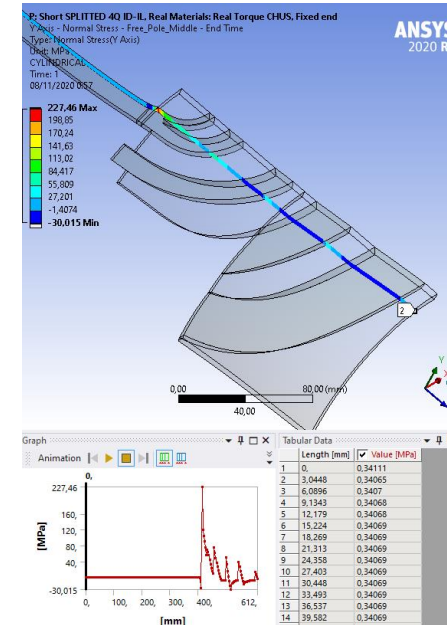 P: Short SPLITTED 4Q ID-IL, Real Materials: Real Torque CHUS, Fixed end
Y Axis - Normal Stress - Free_Pole_Middle - End Time
Type: Normal Stress(Y Axis)
Unit: MPa
CYLINDRICAL
Time: 1
08/11/2020 0:57
ANSYS
2020 R
227,46 Max
198,85
170,24
141,63
113,02
84,417
55,809
27,201
-1,4074
-30,015 Min
2
Y
X
0,00
80,00 (mm)
40,00
Graph
Animation
0,
227,46
160,
120,
80,
40,
-30,015
[MPa]
0,
100,
200,
300,
400,
612,
[mm]
Tabular Data
Length [mm] Value [MPa]
1 0, 0,34111
2 3,0448 0,34065
3 6,0896 0,3407
4 9,1343 0,34068
5 12,179 0,34068
6 15,224 0,34069
7 18,269 0,34069
8 21,313 0,34069
9 24,358 0,34069
10 27,403 0,34069
11 30,448 0,34069
12 33,493 0,34069
13 36,537 0,34069
14 39,582 0,34069